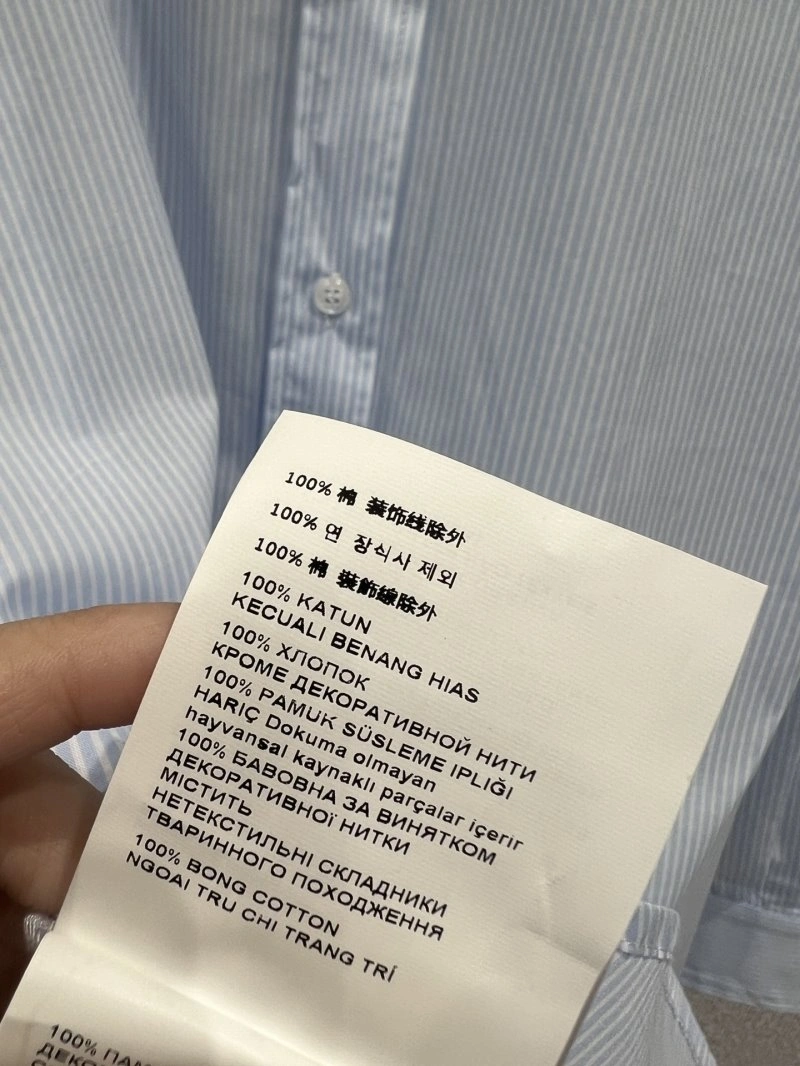 100% 棉 装饰线除外
100% 면 장식사 제외
100% 棉 裝飾線除外
100% KATUN
KECUALI BENANG HIAS
100% ХЛОПОК
КРОМЕ ДЕКОРАТИВНОЙ НИТИ
100% PAMUK SÜSLEME IPLIĞI
HARIÇ Dokuma olmayan
hayvansal kaynaklı parçalar içerir
100% БАВОВНА ЗА ВИНЯТКОМ
ДЕКОРАТИВНОї НИТКИ
МІСТИТЬ
НЕТЕКСТИЛЬНІ СКЛАДНИКИ
ТВАРИННОГО ПОХОДЖЕННЯ
100% BONG COTTON
NGOAI TRU CHI TRANG TRÍ
100%